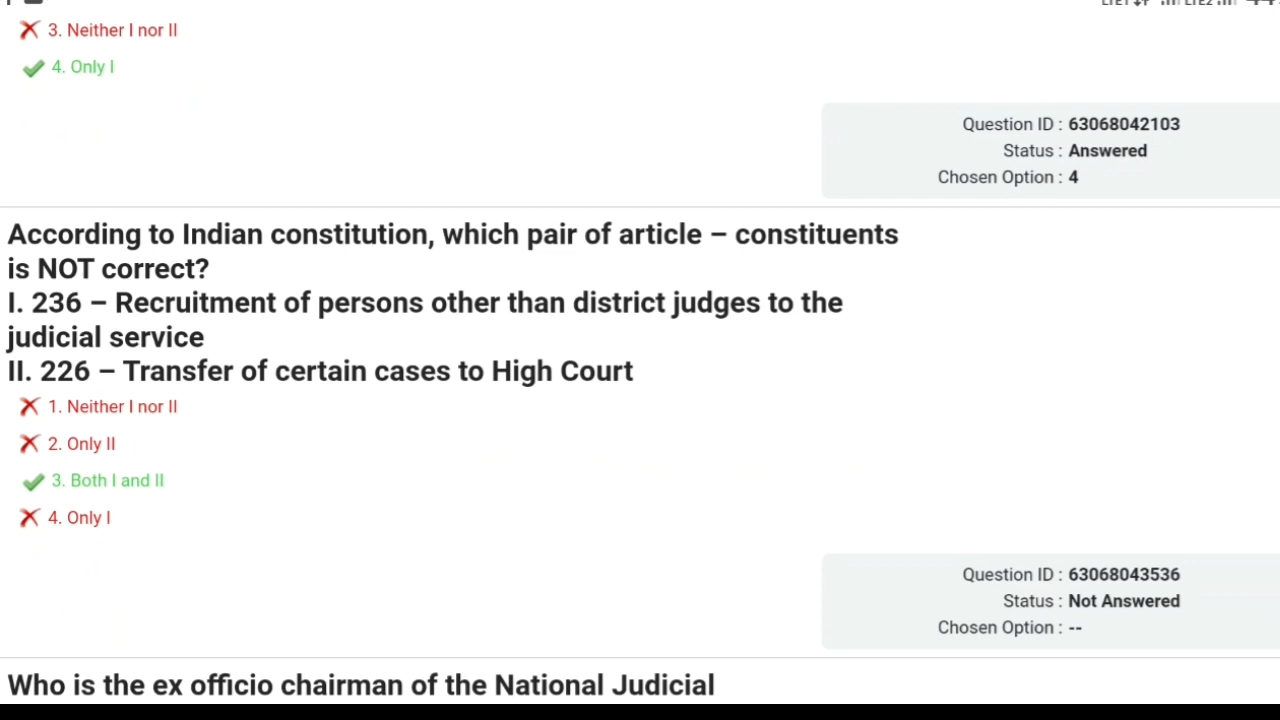 3. Neither I nor II
4. Only I
Question ID : 63068042103
Status : Answered
Chosen Option : 4
According to Indian constitution, which pair of article – constituents
is NOT correct?
I. 236 – Recruitment of persons other than district judges to the
judicial service
II. 226 – Transfer of certain cases to High Court
1. Neither I nor II
2. Only II
3. Both I and II
4. Only I
Question ID : 63068043536
Status : Not Answered
Chosen Option : --
Who is the ex officio chairman of the National Judicial